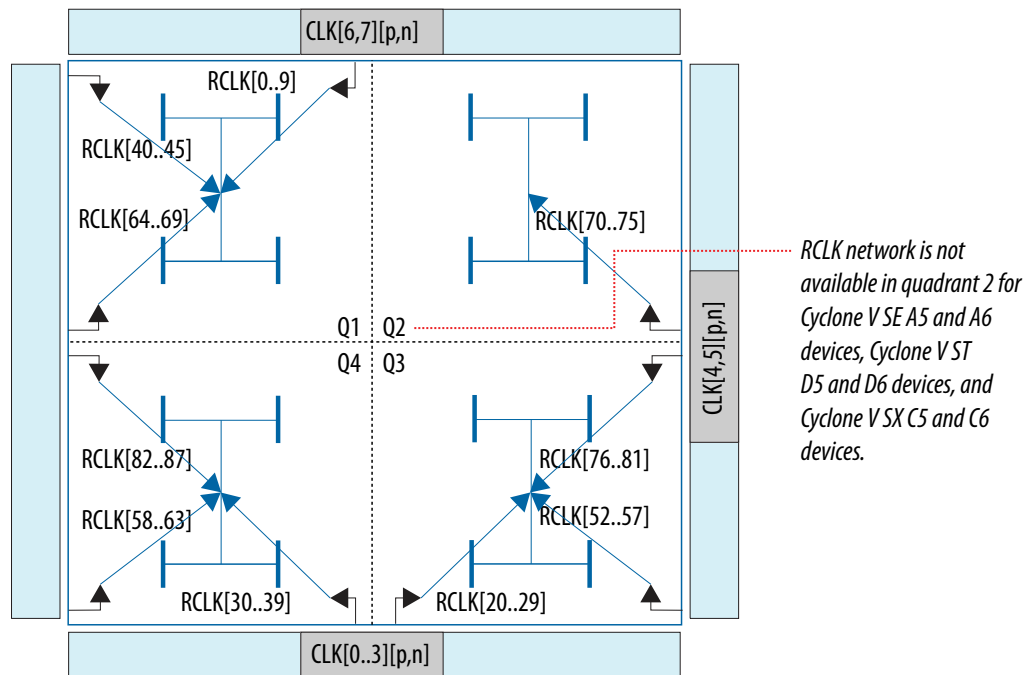 CLK[6,7][p,n]
RCLK[0..9]
RCLK[40..45]
RCLK[64..69]
RCLK[70..75]
Q1
Q2
Q4
Q3
RCLK network is not
available in quadrant 2 for
Cyclone V SE A5 and A6
devices, Cyclone V ST
D5 and D6 devices, and
Cyclone V SX C5 and C6
devices.
CLK[4,5][p,n]
RCLK[82..87]
RCLK[76..81]
RCLK[58..63]
RCLK[52..57]
RCLK[30..39]
RCLK[20..29]
CLK[0..3][p,n]